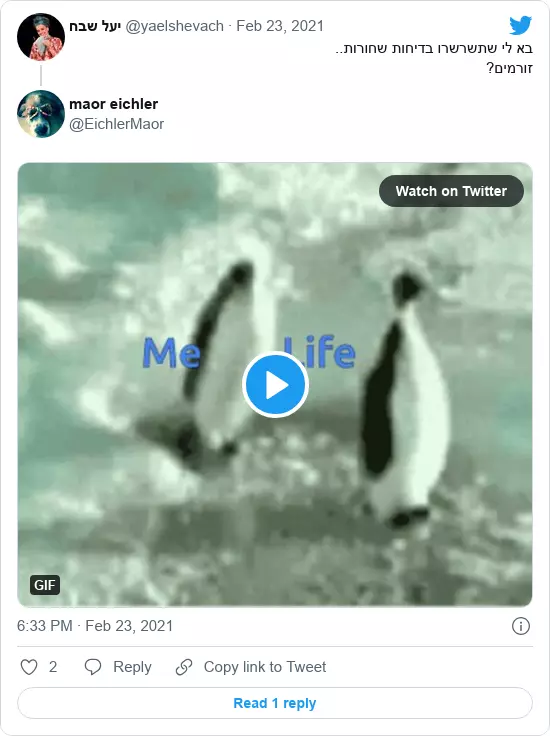 יעל שבח @yaelshevach · Feb 23, 2021
בא לי שתשרשרו בדיחות שחורות..
זורמים?
maor eichler
@EichlerMaor
Watch on Twitter
Me Life
GIF
6:33 PM · Feb 23, 2021
2 Reply Copy link to Tweet
Read 1 reply